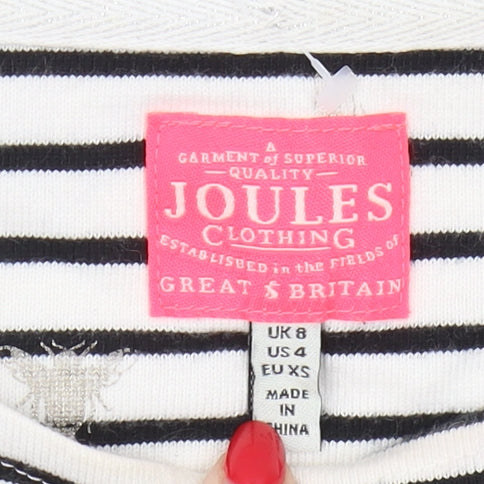 A
GARMENT of SUPERIOR
QUALITY
JOULES
CLOTHING
ESTABLISHED in the FIELDS OF
GREAT & BRITAIN
UK 8
US 4
EU XS
MADE
IN
CHINA